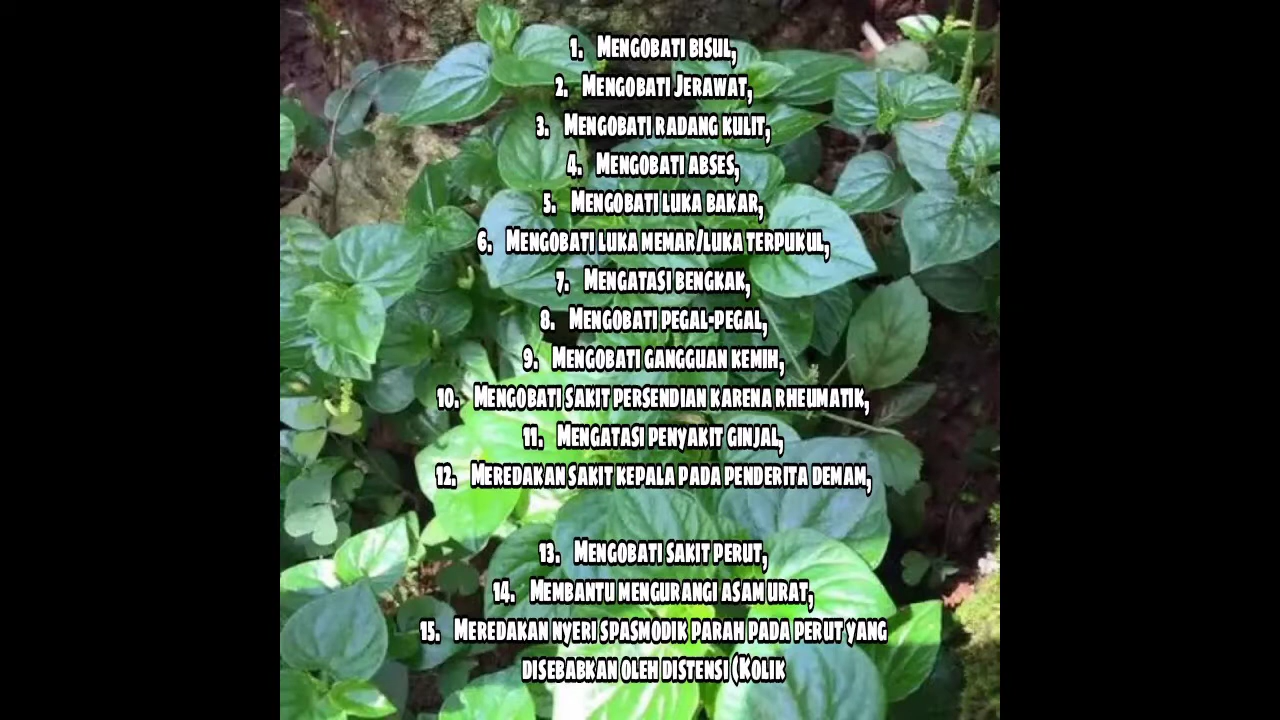 1. Mengobati bisul,
2. Mengobati Jerawat,
3. Mengobati radang kulit,
4. Mengobati abses,
5. Mengobati luka bakar,
6. Mengobati luka memar/luka terpukul,
7. Mengatasi bengkak,
8. Mengobati pegal-pegal,
9. Mengobati gangguan kemih,
10. Mengobati sakit persendian karena rheumatik,
11. Mengatasi penyakit ginjal,
12. Meredakan sakit kepala pada penderita demam,
13. Mengobati sakit perut,
14. Membantu mengurangi asam urat,
15. Meredakan nyeri spasmodik parah pada perut yang
disebabkan oleh distensi (Kolik